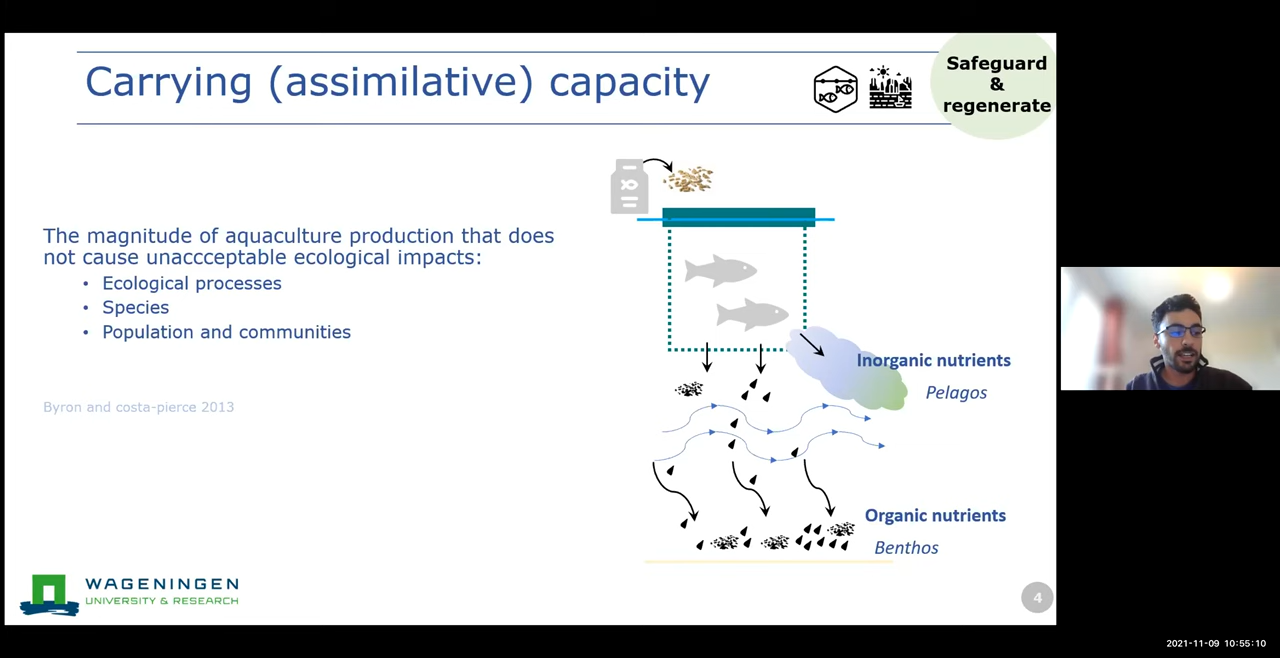 Carrying (assimilative) capacity
Safeguard
&
regenerate
The magnitude of aquaculture production that does
not cause unaccceptable ecological impacts:
• Ecological processes
• Species
• Population and communities
Byron and costa-pierce 2013
Inorganic nutrients
Pelagos
Organic nutrients
Benthos
WAGENINGEN
UNIVERSITY & RESEARCH
4
2021-11-09 10:55:10